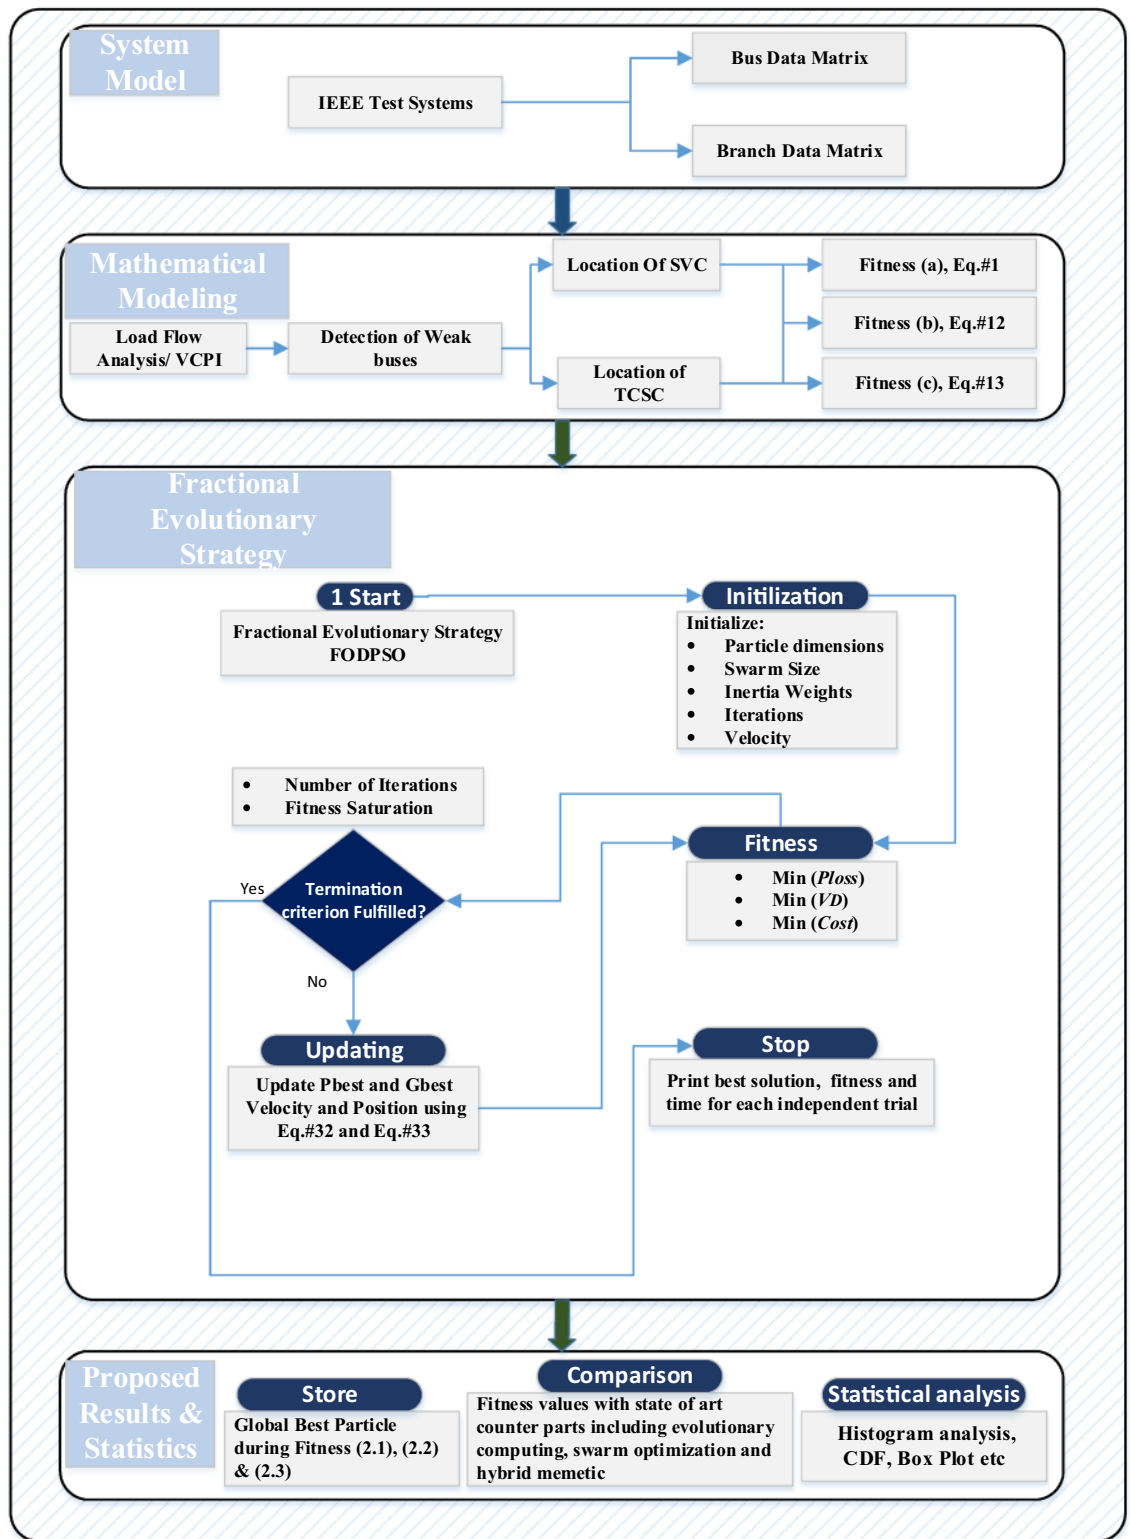 System
Model
IEEE Test Systems
Bus Data Matrix
Branch Data Matrix
Mathematical
Modeling
Load Flow
Analysis/ VCPI
Detection of Weak
buses
Location Of SVC
Location of
TCSC
Fitness (a), Eq.#1
Fitness (b), Eq.#12
Fitness (c), Eq.#13
Fractional
Evolutionary
Strategy
1 Start
Fractional Evolutionary Strategy
FODPSO
Initilization
Initialize:
• Particle dimensions
• Swarm Size
• Inertia Weights
• Iterations
• Velocity
• Number of Iterations
• Fitness Saturation
Termination
criterion Fulfilled?
Yes
No
Fitness
• Min (Ploss)
• Min (VD)
• Min (Cost)
Updating
Update Pbest and Gbest
Velocity and Position using
Eq.#32 and Eq.#33
Stop
Print best solution, fitness and
time for each independent trial
Proposed
Results &
Statistics
Store
Global Best Particle
during Fitness (2.1), (2.2)
& (2.3)
Comparison
Fitness values with state of art
counter parts including evolutionary
computing, swarm optimization and
hybrid memetic
Statistical analysis
Histogram analysis,
CDF, Box Plot etc